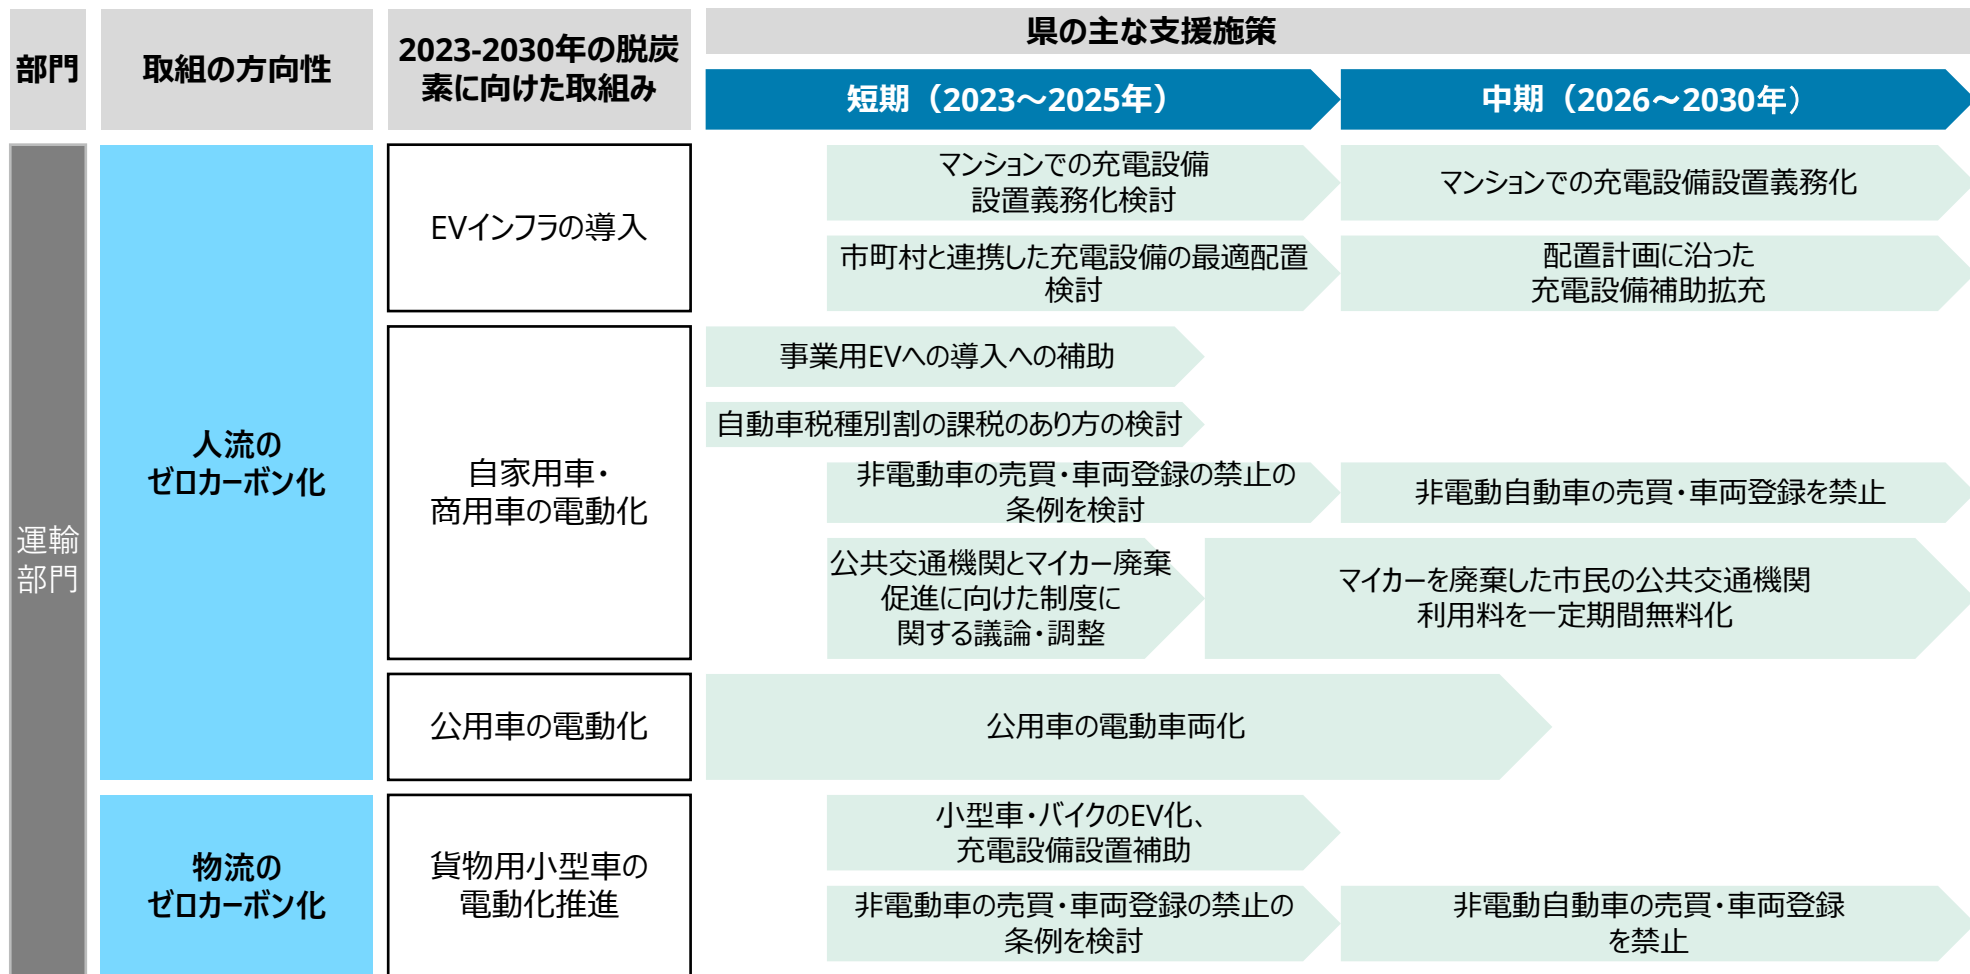 部門
取組の方向性
2023-2030年の脱炭
素に向けた取組み
県の主な支援施策
短期（2023～2025年）
中期（2026～2030年）
運輸
部門
人流の
ゼロカーボン化
EVインフラの導入
マンションでの充電設備
設置義務化検討
マンションでの充電設備設置義務化
市町村と連携した充電設備の最適配置
検討
配置計画に沿った
充電設備補助拡充
自家用車・
商用車の電動化
事業用EVへの導入への補助
自動車税種別割の課税のあり方の検討
非電動車の売買・車両登録の禁止の
条例を検討
非電動自動車の売買・車両登録を禁止
公共交通機関とマイカー廃棄
促進に向けた制度に
関する議論・調整
マイカーを廃棄した市民の公共交通機関
利用料を一定期間無料化
公用車の電動化
公用車の電動車両化
物流の
ゼロカーボン化
貨物用小型車の
電動化推進
小型車・バイクのEV化、
充電設備設置補助
非電動車の売買・車両登録の禁止の
条例を検討
非電動自動車の売買・車両登録
を禁止